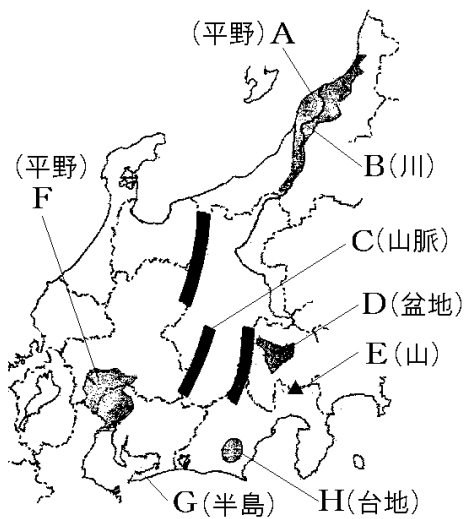 (平野)A
B(川)
(平野)
F
C(山脈)
D(盆地)
E(山)
G(半島)
H(台地)